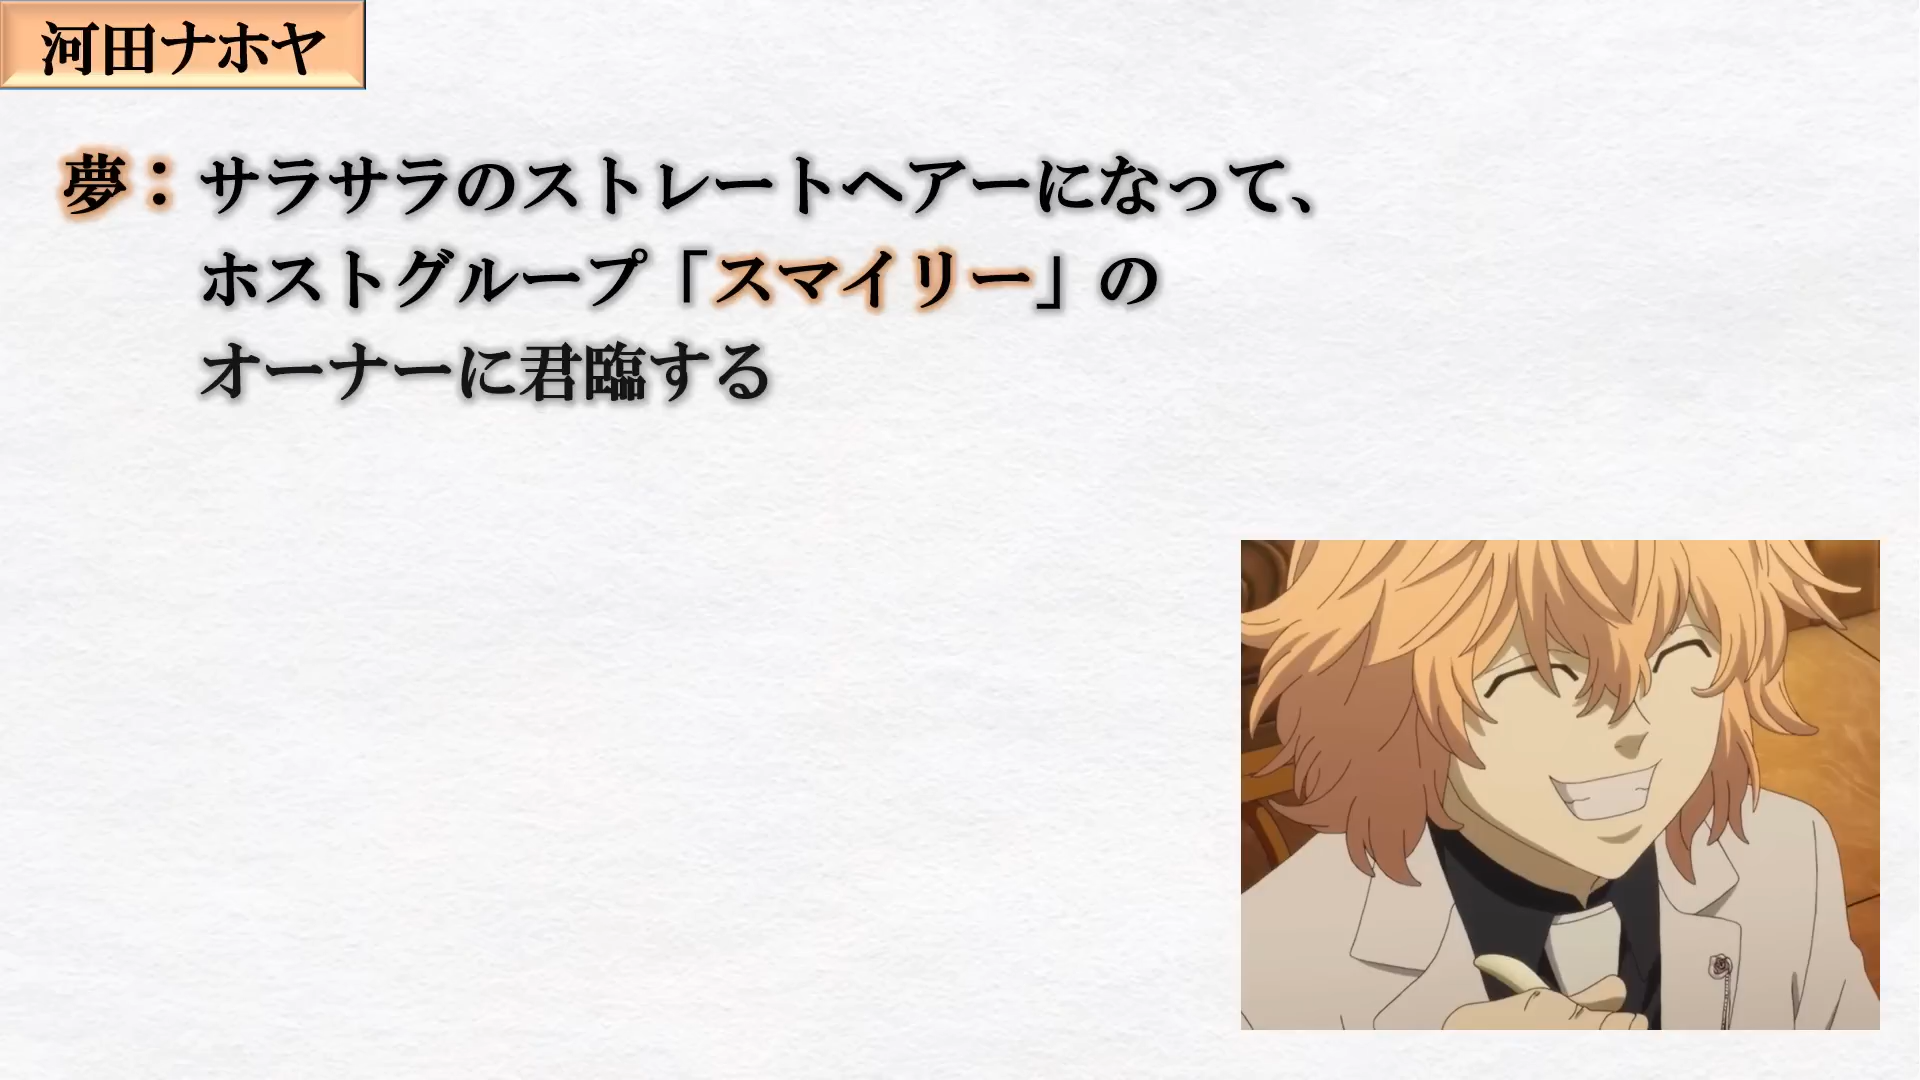 河田ナホヤ
夢：サラサラのストレートヘアーになって、
ホストグループ「スマイリー」の
オーナーに君臨する